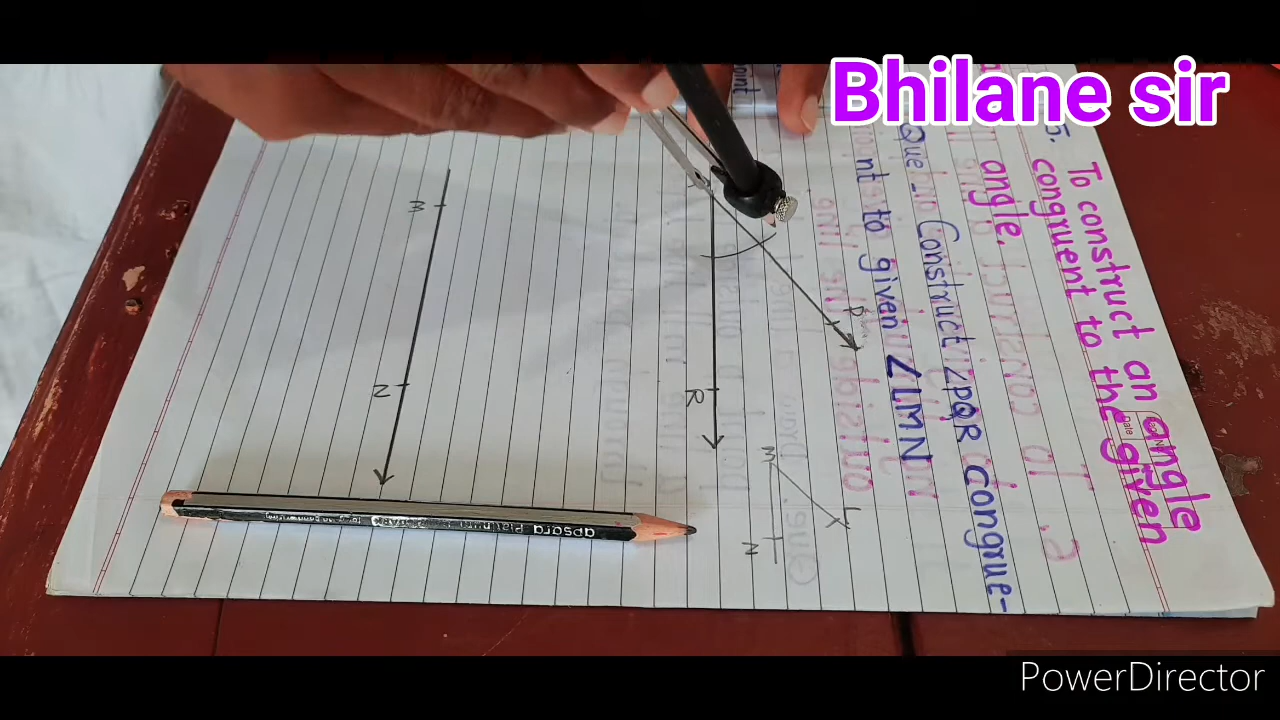 Bhilane sir
5. To construct an angle
congruent to the given
angle.
Que - Construct ∠PQR congrue-
nt to given ∠LMN
L
M
N
P
R
M
N
apsara Platinum
PowerDirector